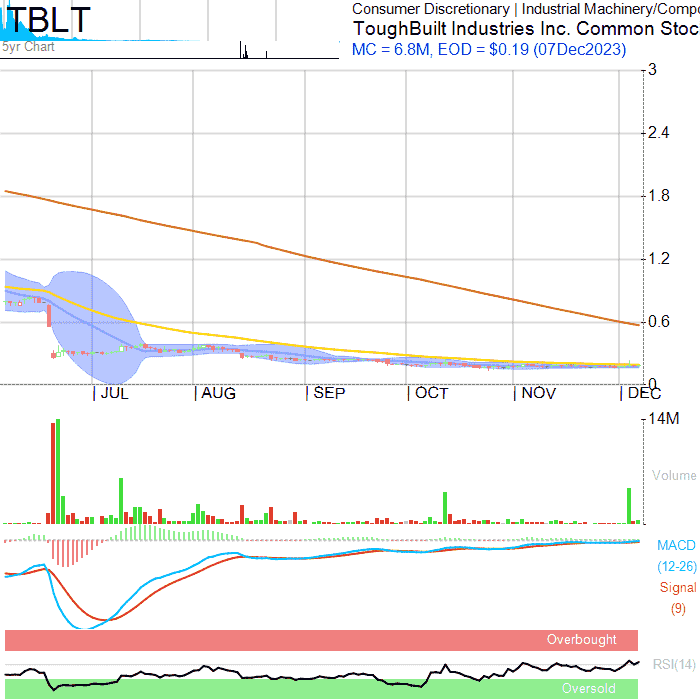 TBLT
5yr Chart
Consumer Discretionary | Industrial Machinery/Compo
ToughBuilt Industries Inc. Common Stoc
MC = 6.8M, EOD = $0.19 (07Dec2023)
3
2.4
1.8
1.2
0.6
0
JUL AUG SEP OCT NOV DEC
14M
Volume
MACD
(12-26)
Signal
(9)
Overbought
RSI(14)
Oversold